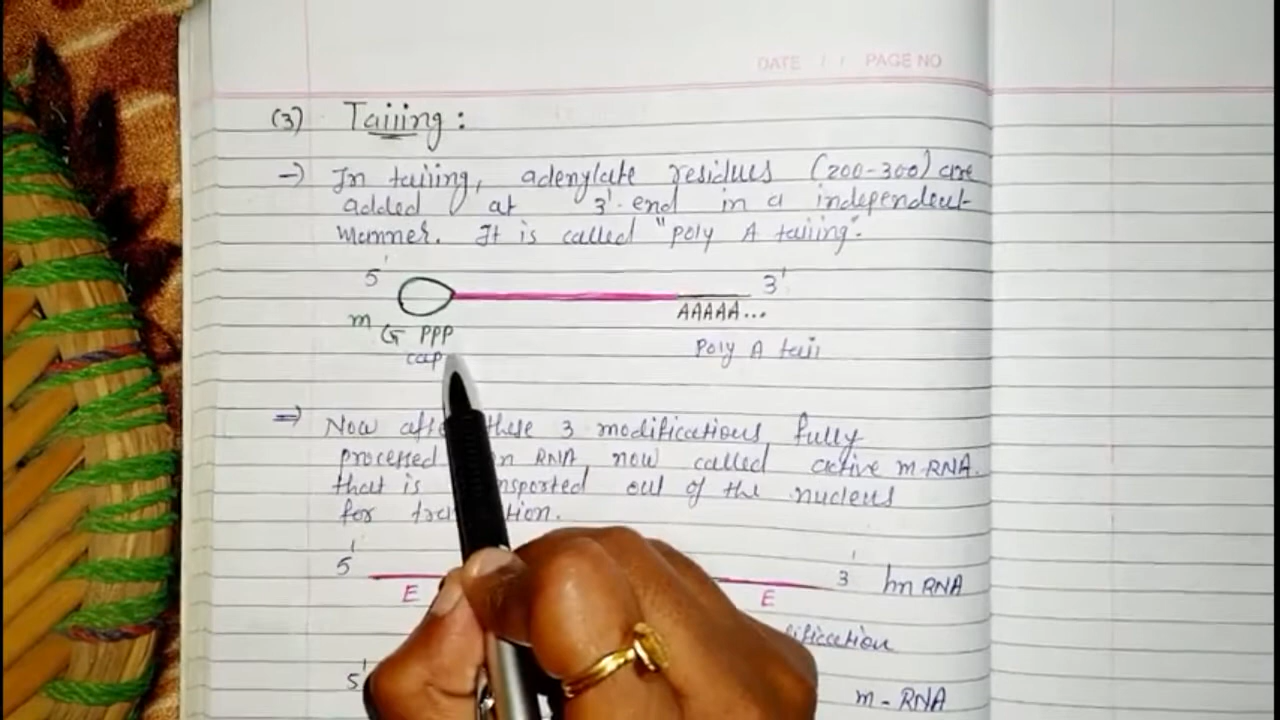 DATE / / PAGE NO
(3) Tailing :
→ In tailing, adenylate residues (200-300) are
added at 3'-end in a independent
manner. It is called "poly A tailing".
5' 3'
m G PPP AAAAA...
cap Poly A tail
⇒ Now these 3 modifications, fully
processed RNA, now called active m-RNA.
that is out of the nucleus
for
5' 3' hn RNA
E E
5' m - RNA